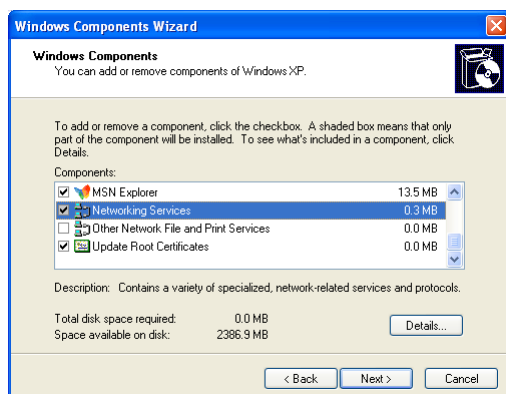 Windows Components Wizard
Windows Components
You can add or remove components of Windows XP.
To add or remove a component, click the checkbox. A shaded box means that only
part of the component will be installed. To see what's included in a component, click
Details.
Components:
MSN Explorer 13.5 MB
Networking Services 0.3 MB
Other Network File and Print Services 0.0 MB
Update Root Certificates 0.0 MB
Description: Contains a variety of specialized, network-related services and protocols.
Total disk space required: 0.0 MB
Space available on disk: 2386.9 MB
Details...
< Back Next > Cancel